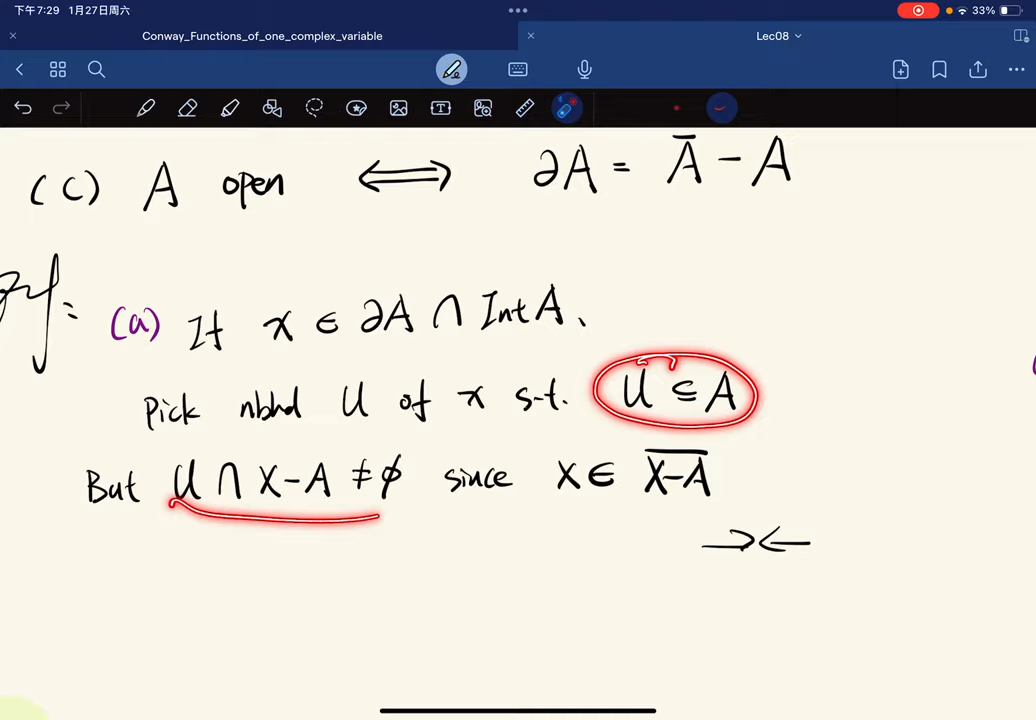 下午7:29 1月27日周六
33%
Conway_Functions_of_one_complex_variable
Lec08
(C) A open ⟺ ∂A = A̅ − A
pf:
(a) If x ∈ ∂A ∩ Int A,
Pick nbhd U of x s.t. U ⊆ A
But U ∩ X−A ≠ ∅ since x ∈ \overline{X−A}
→←